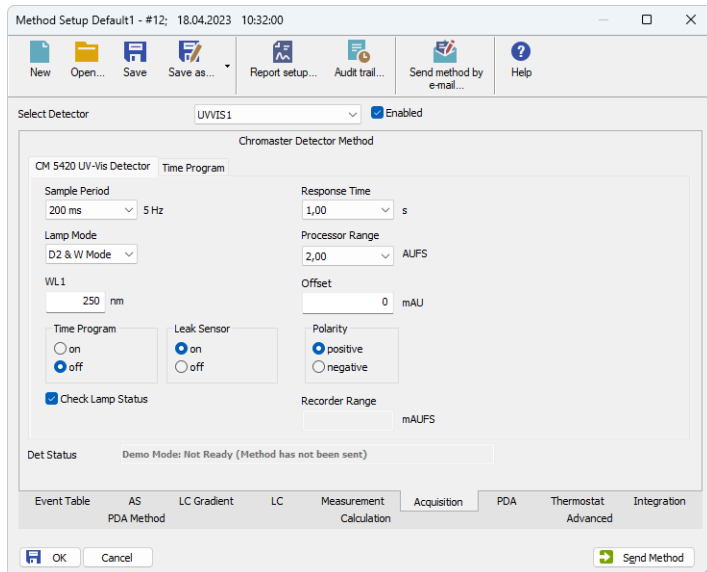 Method Setup Default1 - #12; 18.04.2023 10:32:00
New Open... Save Save as... Report setup... Audit trail... Send method by e-mail... Help
Select Detector UVVIS1 Enabled
Chromaster Detector Method
CM 5420 UV-Vis Detector Time Program
Sample Period Response Time
200 ms 5 Hz 1,00 s
Lamp Mode Processor Range
D2 & W Mode 2,00 AUFS
WL1 Offset
250 nm 0 mAU
Time Program Leak Sensor Polarity
on on positive
off off negative
Check Lamp Status Recorder Range
mAUFS
Det Status Demo Mode: Not Ready (Method has not been sent)
Event Table AS LC Gradient LC Measurement Acquisition PDA Thermostat Integration
PDA Method Calculation Advanced
OK Cancel Send Method